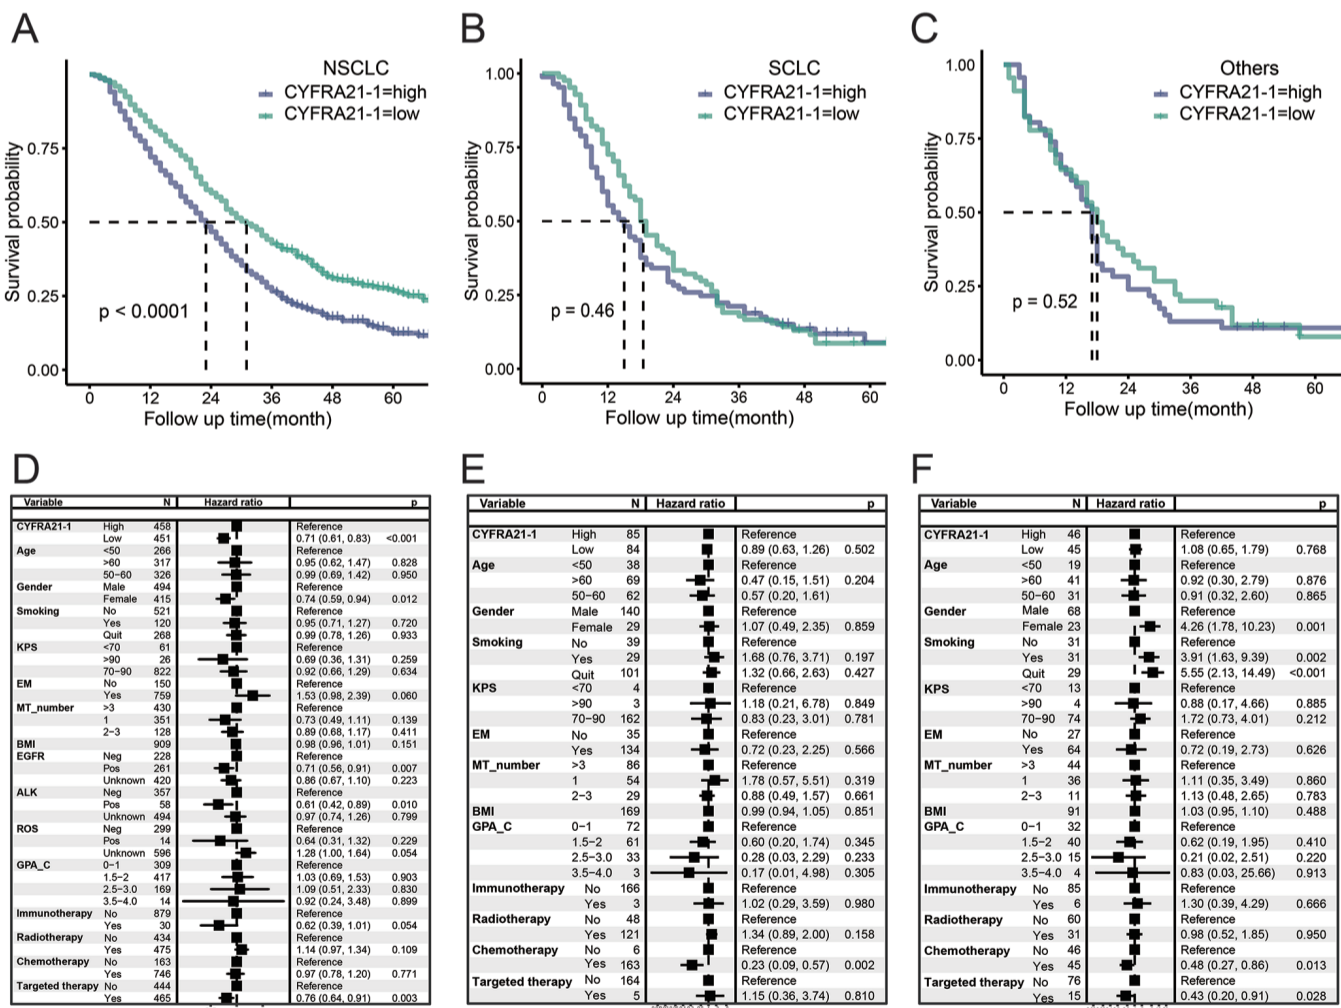 A
NSCLC
CYFRA21-1=high
CYFRA21-1=low
Survival probability
0.75
0.50
0.25
0.00
p < 0.0001
0 12 24 36 48 60
Follow up time(month)
B
SCLC
CYFRA21-1=high
CYFRA21-1=low
Survival probability
1.00
0.75
0.50
0.25
0.00
p = 0.46
0 12 24 36 48 60
Follow up time(month)
C
Others
CYFRA21-1=high
CYFRA21-1=low
Survival probability
1.00
0.75
0.50
0.25
0.00
p = 0.52
0 12 24 36 48 60
Follow up time(month)
D
Variable N Hazard ratio p
CYFRA21-1 High 458 Reference
Low 451 0.71 (0.61, 0.83) <0.001
Age <50 266 Reference
>60 317 0.95 (0.62, 1.47) 0.828
50-60 326 0.99 (0.69, 1.42) 0.950
Gender Male 494 Reference
Female 415 0.74 (0.59, 0.94) 0.012
Smoking No 521 Reference
Yes 120 0.95 (0.71, 1.27) 0.720
Quit 268 0.99 (0.78, 1.26) 0.933
KPS <70 61 Reference
>90 26 0.69 (0.36, 1.31) 0.259
70-90 822 0.92 (0.66, 1.29) 0.634
EM No 150 Reference
Yes 759 1.53 (0.98, 2.39) 0.060
MT_number >3 430 Reference
1 351 0.73 (0.49, 1.11) 0.139
2-3 128 0.89 (0.68, 1.17) 0.411
BMI 909 0.98 (0.96, 1.01) 0.151
EGFR Neg 228 Reference
Pos 261 0.71 (0.56, 0.91) 0.007
Unknown 420 0.86 (0.67, 1.10) 0.223
ALK Neg 357 Reference
Pos 58 0.61 (0.42, 0.89) 0.010
Unknown 494 0.97 (0.74, 1.26) 0.799
ROS Neg 299 Reference
Pos 14 0.64 (0.31, 1.32) 0.229
Unknown 596 1.28 (1.00, 1.64) 0.054
GPA_C 0-1 309 Reference
1.5-2 417 1.03 (0.69, 1.53) 0.903
2.5-3.0 169 1.09 (0.51, 2.33) 0.830
3.5-4.0 14 0.92 (0.24, 3.48) 0.899
Immunotherapy No 879 Reference
Yes 30 0.62 (0.39, 1.01) 0.054
Radiotherapy No 434 Reference
Yes 475 1.14 (0.97, 1.34) 0.109
Chemotherapy No 163 Reference
Yes 746 0.97 (0.78, 1.20) 0.771
Targeted therapy No 444 Reference
Yes 465 0.76 (0.64, 0.91) 0.003
E
Variable N Hazard ratio p
CYFRA21-1 High 85 Reference
Low 84 0.89 (0.63, 1.26) 0.502
Age <50 38 Reference
>60 69 0.47 (0.15, 1.51) 0.204
50-60 62 0.57 (0.20, 1.61)
Gender Male 140 Reference
Female 29 1.07 (0.49, 2.35) 0.859
Smoking No 39 Reference
Yes 29 1.68 (0.76, 3.71) 0.197
Quit 101 1.32 (0.66, 2.63) 0.427
KPS <70 4 Reference
>90 3 1.18 (0.21, 6.78) 0.849
70-90 162 0.83 (0.23, 3.01) 0.781
EM No 35 Reference
Yes 134 0.72 (0.23, 2.25) 0.566
MT_number >3 86 Reference
1 54 1.78 (0.57, 5.51) 0.319
2-3 29 0.88 (0.49, 1.57) 0.661
BMI 169 0.99 (0.94, 1.05) 0.851
GPA_C 0-1 72 Reference
1.5-2 61 0.60 (0.20, 1.74) 0.345
2.5-3.0 33 0.28 (0.03, 2.29) 0.233
3.5-4.0 3 0.17 (0.01, 4.98) 0.305
Immunotherapy No 166 Reference
Yes 3 1.02 (0.29, 3.59) 0.980
Radiotherapy No 48 Reference
Yes 121 1.34 (0.89, 2.00) 0.158
Chemotherapy No 6 Reference
Yes 163 0.23 (0.09, 0.57) 0.002
Targeted therapy No 164 Reference
Yes 5 1.15 (0.36, 3.74) 0.810
F
Variable N Hazard ratio p
CYFRA21-1 High 46 Reference
Low 45 1.08 (0.65, 1.79) 0.768
Age <50 19 Reference
>60 41 0.92 (0.30, 2.79) 0.876
50-60 31 0.91 (0.32, 2.60) 0.865
Gender Male 68 Reference
Female 23 4.26 (1.78, 10.23) 0.001
Smoking No 31 Reference
Yes 31 3.91 (1.63, 9.39) 0.002
Quit 29 5.55 (2.13, 14.49) <0.001
KPS <70 13 Reference
>90 4 0.88 (0.17, 4.66) 0.885
70-90 74 1.72 (0.73, 4.01) 0.212
EM No 27 Reference
Yes 64 0.72 (0.19, 2.73) 0.626
MT_number >3 44 Reference
1 36 1.11 (0.35, 3.49) 0.860
2-3 11 1.13 (0.48, 2.65) 0.783
BMI 91 1.03 (0.95, 1.10) 0.488
GPA_C 0-1 32 Reference
1.5-2 40 0.62 (0.19, 1.95) 0.410
2.5-3.0 15 0.21 (0.02, 2.51) 0.220
3.5-4.0 4 0.83 (0.03, 25.66) 0.913
Immunotherapy No 85 Reference
Yes 6 1.30 (0.39, 4.29) 0.666
Radiotherapy No 60 Reference
Yes 31 0.98 (0.52, 1.85) 0.950
Chemotherapy No 46 Reference
Yes 45 0.48 (0.27, 0.86) 0.013
Targeted therapy No 76 Reference
Yes 15 0.43 (0.20, 0.91) 0.028